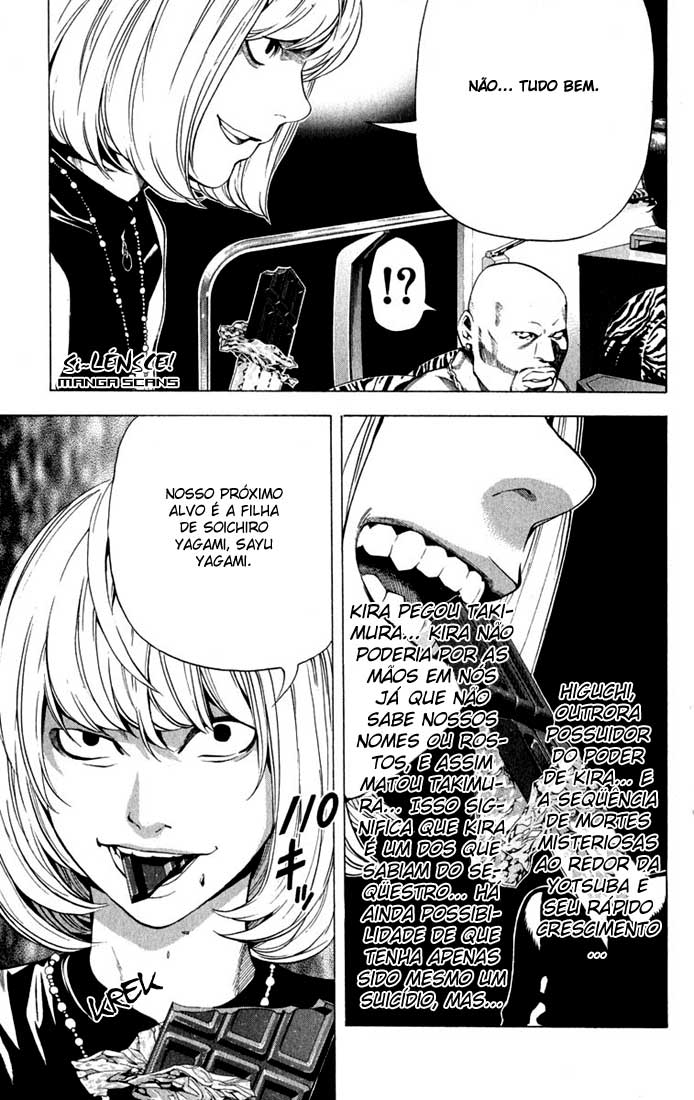 NÃO... TUDO BEM.
!?
Si-LÉNSCE!
MANGA SCANS
HIGUCHI,
OUTRORA
POSSUIDOR
DO PODER
DE KIRA... E
A SEQÜÊNCIA
DE MORTES
MISTERIOSAS
AO REDOR DA
YOTSUBA E
SEU RÁPIDO
CRESCIMENTO
...
KIRA PEGOU TAKI-
MURA... KIRA NÃO
PODERIA POR AS
MÃOS EM NÓS
JÁ QUE NÃO
SABE NOSSOS
NOMES OU ROS-
TOS, E ASSIM
MATOU TAKIMU-
RA... ISSO SIG-
NIFICA QUE KIRA
É UM DOS QUE
SABIAM DO SE-
QÜESTRO... HÁ
AINDA POSSIBI-
LIDADE DE QUE
TENHA APENAS
SIDO MESMO UM
SUICÍDIO, MAS...
NOSSO PRÓXIMO
ALVO É A FILHA
DE SOICHIRO
YAGAMI, SAYU
YAGAMI.
パキッ
KREK